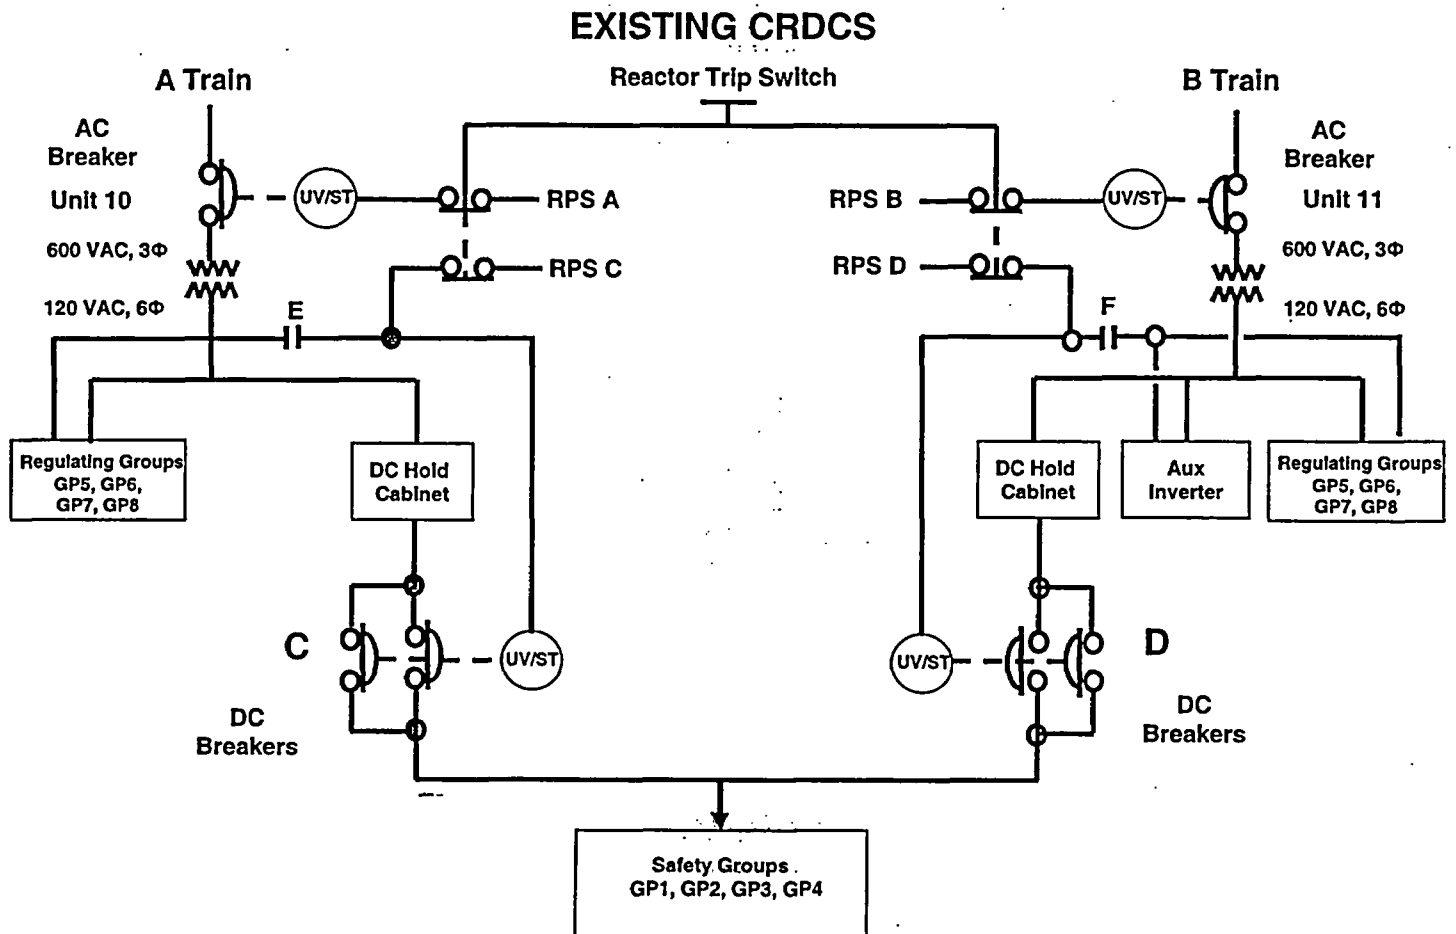 EXISTING CRDCS
A Train
Reactor Trip Switch
B Train
AC
Breaker
Unit 10
UV/ST
RPS A
RPS B
UV/ST
AC
Breaker
Unit 11
600 VAC, 3Φ
RPS C
RPS D
600 VAC, 3Φ
120 VAC, 6Φ
E
F
120 VAC, 6Φ
Regulating Groups
GP5, GP6,
GP7, GP8
DC Hold
Cabinet
DC Hold
Cabinet
Aux
Inverter
Regulating Groups
GP5, GP6,
GP7, GP8
C
UV/ST
UV/ST
D
DC
Breakers
DC
Breakers
Safety Groups
GP1, GP2, GP3, GP4